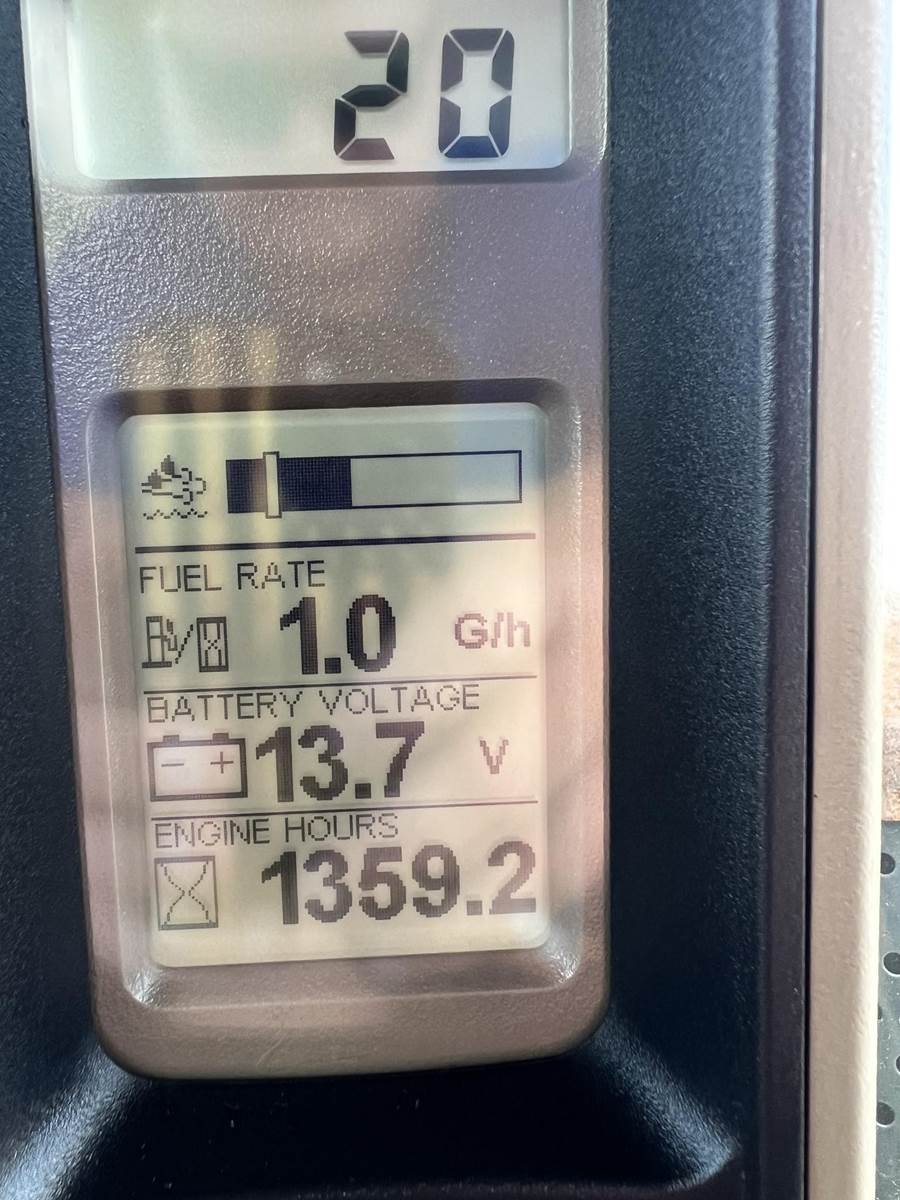 20
FUEL RATE
1.0 G/h
BATTERY VOLTAGE
- + 13.7 V
ENGINE HOURS
1359.2